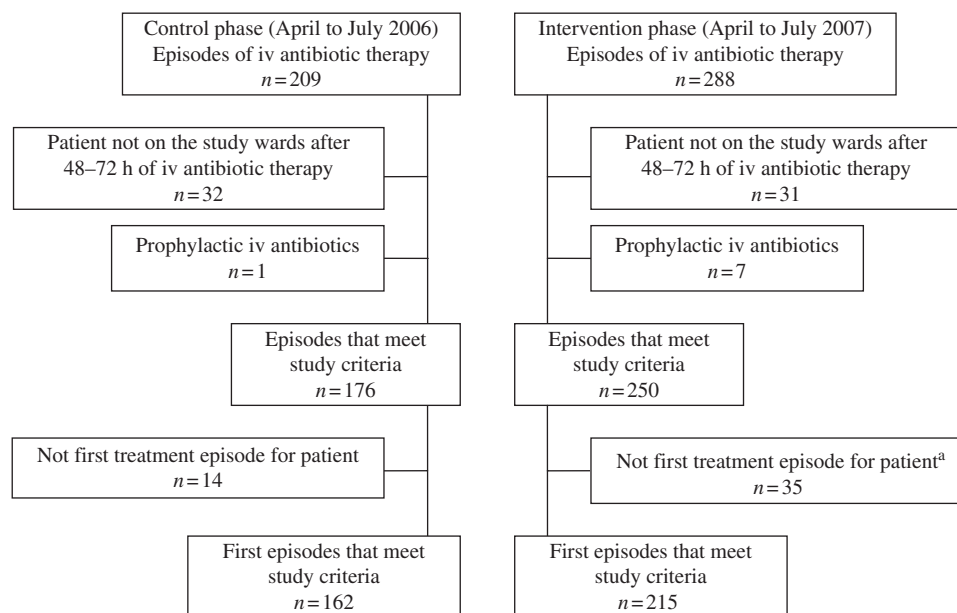 Control phase (April to July 2006)
Episodes of iv antibiotic therapy
n=209
Intervention phase (April to July 2007)
Episodes of iv antibiotic therapy
n=288
Patient not on the study wards after
48–72 h of iv antibiotic therapy
n=32
Patient not on the study wards after
48–72 h of iv antibiotic therapy
n=31
Prophylactic iv antibiotics
n=1
Prophylactic iv antibiotics
n=7
Episodes that meet
study criteria
n=176
Episodes that meet
study criteria
n=250
Not first treatment episode for patient
n=14
Not first treatment episode for patientᵃ
n=35
First episodes that meet
study criteria
n=162
First episodes that meet
study criteria
n=215